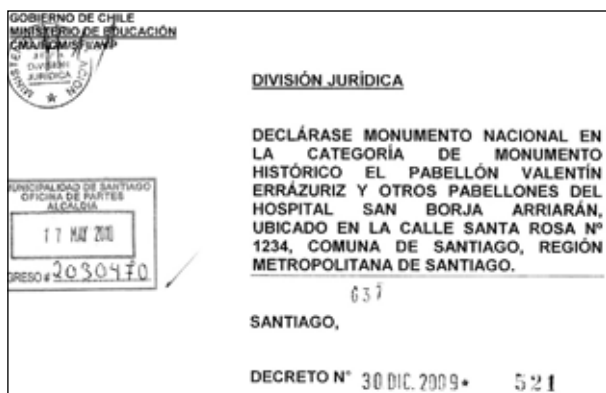 GOBIERNO DE CHILE
MINISTERIO DE EDUCACIÓN
DIVISIÓN
JURÍDICA
DIVISIÓN JURÍDICA
DECLÁRASE MONUMENTO NACIONAL EN
LA CATEGORÍA DE MONUMENTO
HISTÓRICO EL PABELLÓN VALENTÍN
ERRÁZURIZ Y OTROS PABELLONES DEL
HOSPITAL SAN BORJA ARRIARÁN,
UBICADO EN LA CALLE SANTA ROSA Nº
1234, COMUNA DE SANTIAGO, REGIÓN
METROPOLITANA DE SANTIAGO.
MUNICIPALIDAD DE SANTIAGO
OFICINA DE PARTES
ALCALDIA
17 MAY 2010
GRESO # 2030470
637
SANTIAGO,
DECRETO N° 30 DIC. 2009* 521